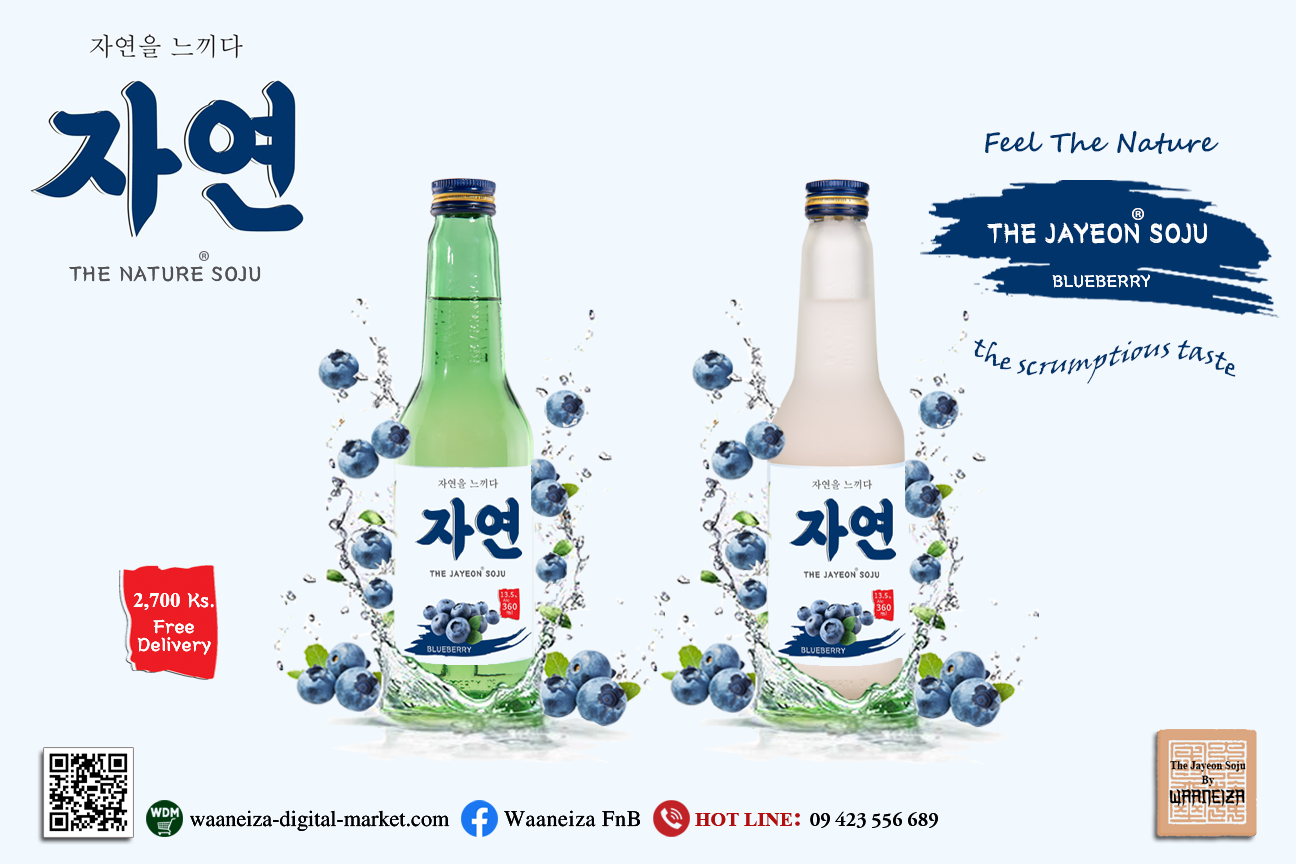 자연을 느끼다
자연
®
THE NATURE SOJU
Feel The Nature
®
THE JAYEON SOJU
BLUEBERRY
the scrumptious taste
자연을 느끼다
자연
THE JAYEON® SOJU
13.5%
360
BLUEBERRY
자연을 느끼다
자연
THE JAYEON® SOJU
13.5%
360
BLUEBERRY
2,700 Ks.
Free
Delivery
WDM
waaneiza-digital-market.com
Waaneiza FnB
HOT LINE: 09 423 556 689
The Jayeon Soju
By
WAANEIZA